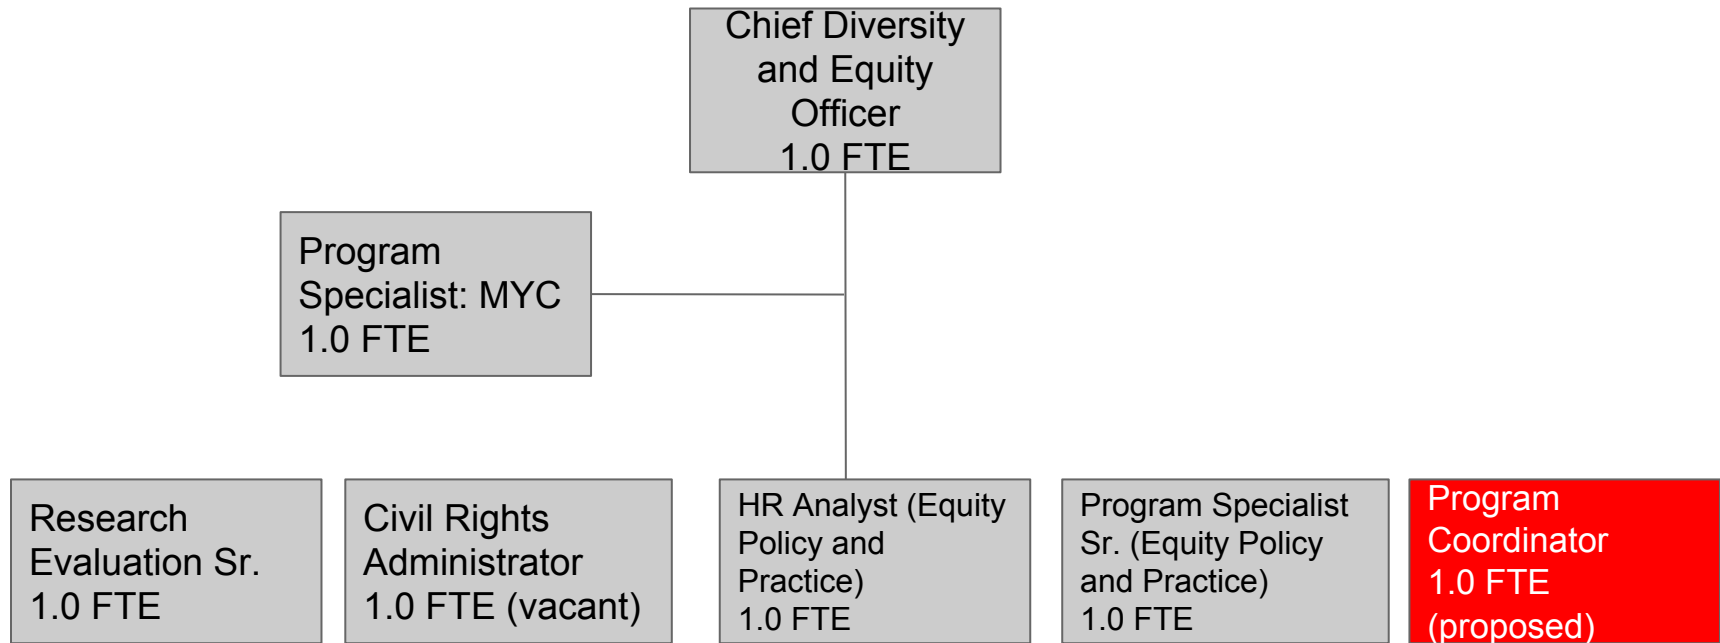 Chief Diversity
and Equity
Officer
1.0 FTE
Program
Specialist: MYC
1.0 FTE
Research
Evaluation Sr.
1.0 FTE
Civil Rights
Administrator
1.0 FTE (vacant)
HR Analyst (Equity
Policy and
Practice)
1.0 FTE
Program Specialist
Sr. (Equity Policy
and Practice)
1.0 FTE
Program
Coordinator
1.0 FTE
(proposed)